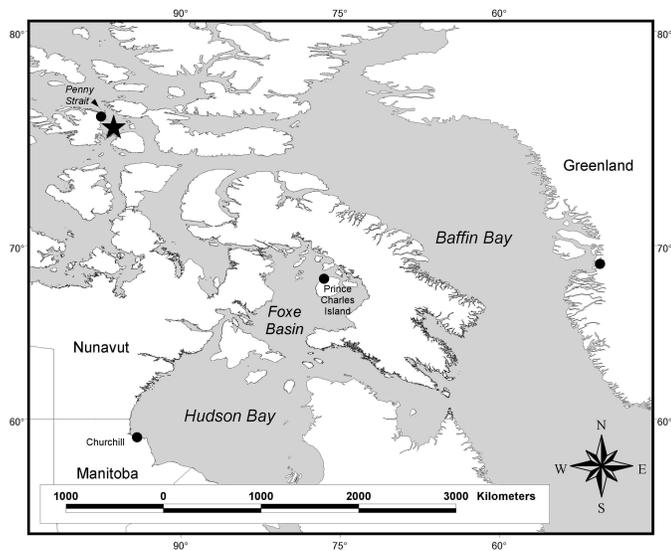 90°
75°
60°
80°
80°
Penny
Strait
Greenland
Baffin Bay
70°
70°
Prince
Charles
Island
Foxe
Basin
Nunavut
Hudson Bay
60°
60°
Churchill
Manitoba
N
W
E
S
1000
0
1000
2000
3000 Kilometers
90°
75°
60°